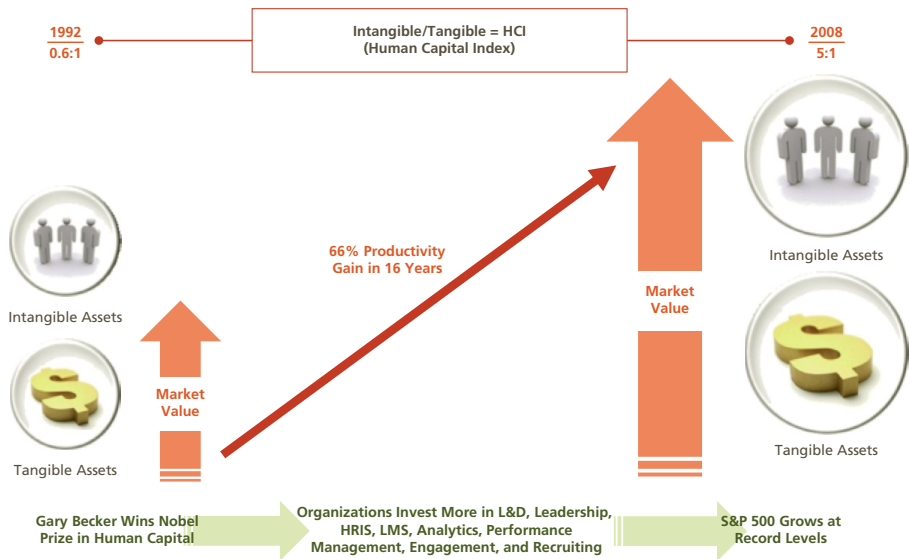 1992
0.6:1
Intangible/Tangible = HCI
(Human Capital Index)
2008
5:1
66% Productivity
Gain in 16 Years
Intangible Assets
Market
Value
Tangible Assets
Intangible Assets
Market
Value
Tangible Assets
Gary Becker Wins Nobel
Prize in Human Capital
Organizations Invest More in L&D, Leadership,
HRIS, LMS, Analytics, Performance
Management, Engagement, and Recruiting
S&P 500 Grows at
Record Levels